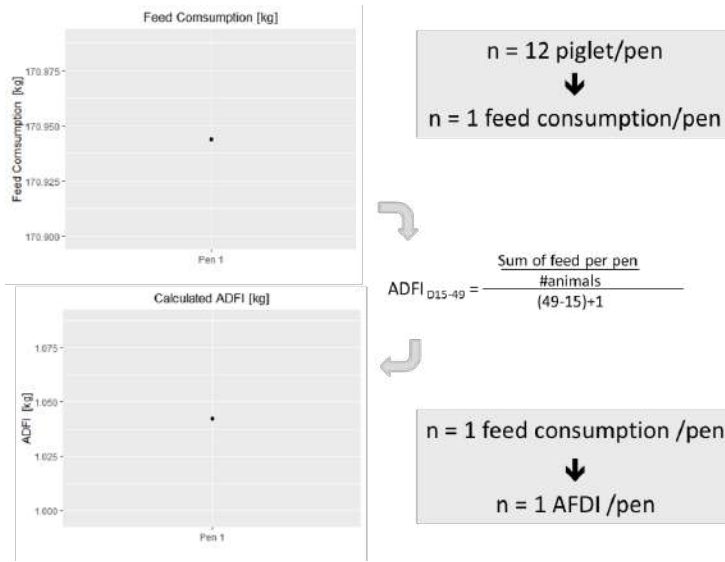 Feed Comsumption [kg]
Feed Comsumption [kg]
170.975
170.950
170.925
170.900
Pen 1
n = 12 piglet/pen
n = 1 feed consumption/pen
ADFI D15-49 =
Sum of feed per pen
#animals
(49-15)+1
Calculated ADFI [kg]
ADFI [kg]
1.075
1.050
1.025
1.000
Pen 1
n = 1 feed consumption /pen
n = 1 AFDI /pen